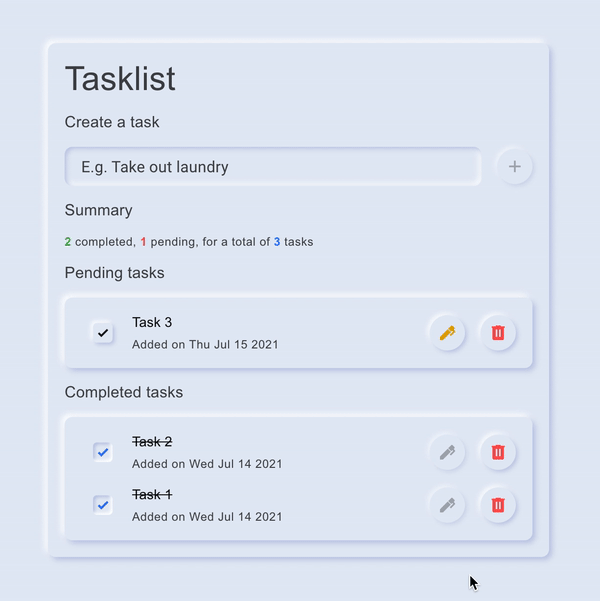 Tasklist
Create a task
E.g. Take out laundry
Summary
2 completed, 1 pending, for a total of 3 tasks
Pending tasks
Task 3
Added on Thu Jul 15 2021
Completed tasks
Task 2
Added on Wed Jul 14 2021
Task 1
Added on Wed Jul 14 2021